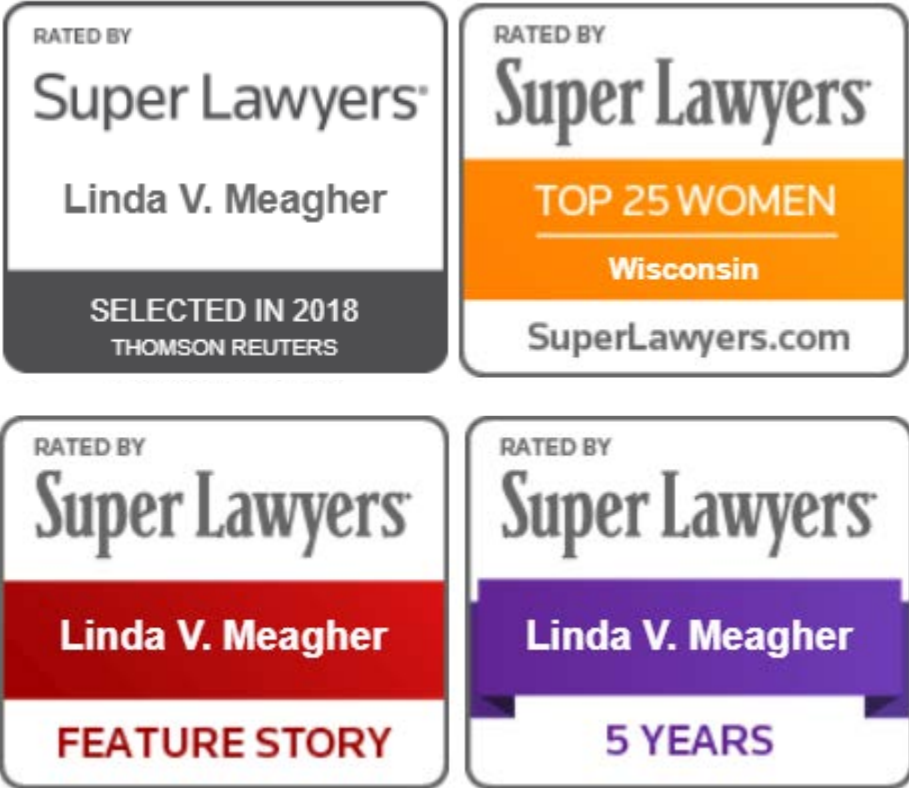 RATED BY
Super Lawyers®
Linda V. Meagher
SELECTED IN 2018
THOMSON REUTERS
RATED BY
Super Lawyers
TOP 25 WOMEN
Wisconsin
SuperLawyers.com
RATED BY
Super Lawyers
Linda V. Meagher
FEATURE STORY
RATED BY
Super Lawyers
Linda V. Meagher
5 YEARS